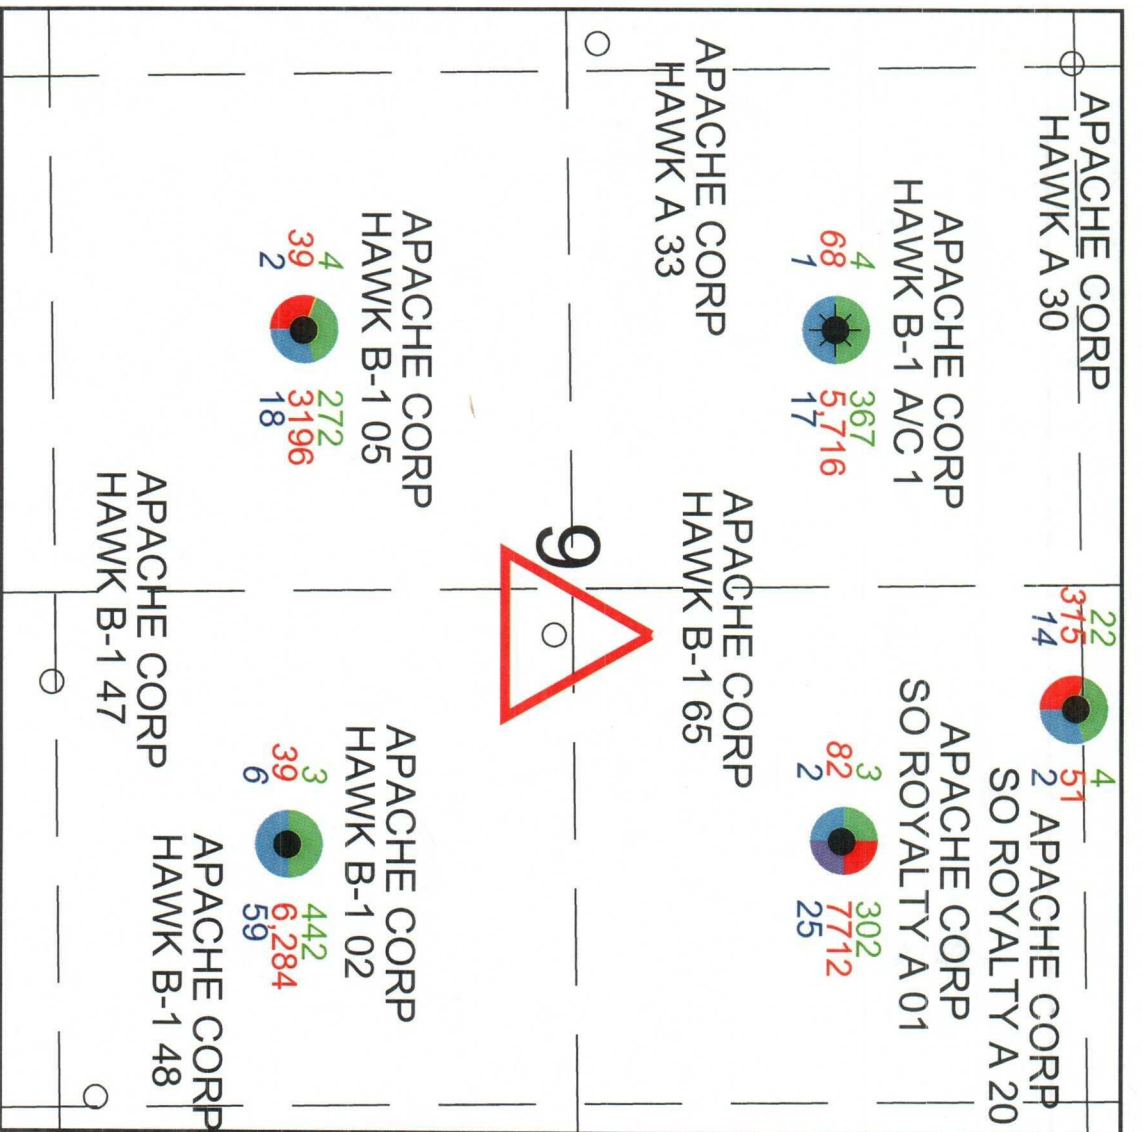 APACHE CORP
HAWK A 30
22
375
14
4
51
2
APACHE CORP
SO ROYALTY A 20
APACHE CORP
HAWK B-1 A/C 1
4
68
1
367
5,716
17
APACHE CORP
SO ROYALTY A 01
3
82
2
302
7712
25
APACHE CORP
HAWK A 33
APACHE CORP
HAWK B-1 65
9
APACHE CORP
HAWK B-1 05
4
39
2
272
3196
18
APACHE CORP
HAWK B-1 02
3
39
6
442
6,284
59
APACHE CORP
HAWK B-1 47
APACHE CORP
HAWK B-1 48